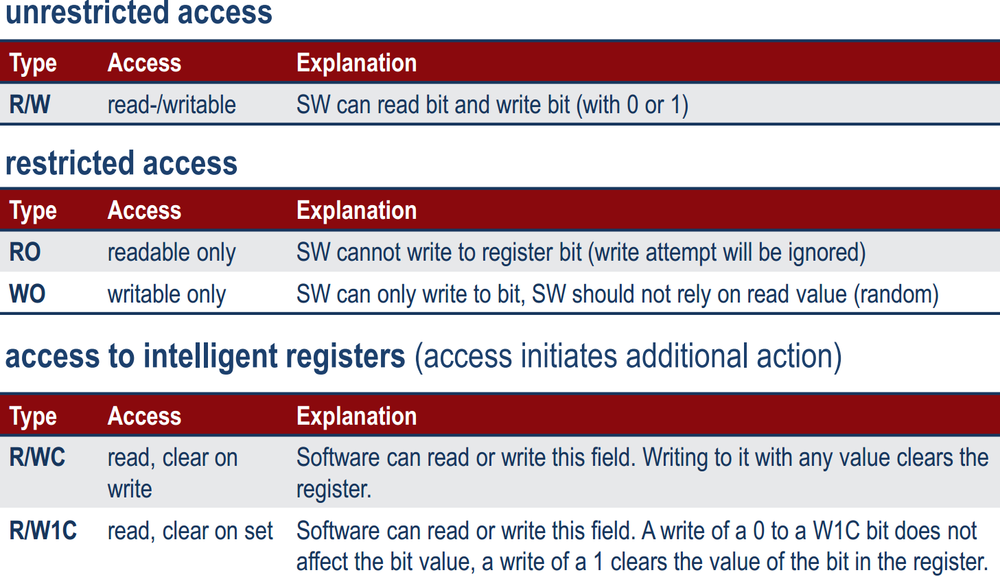 unrestricted access
Type Access Explanation
R/W read-/writable SW can read bit and write bit (with 0 or 1)
restricted access
Type Access Explanation
RO readable only SW cannot write to register bit (write attempt will be ignored)
WO writable only SW can only write to bit, SW should not rely on read value (random)
access to intelligent registers (access initiates additional action)
Type Access Explanation
R/WC read, clear on Software can read or write this field. Writing to it with any value clears the
write register.
R/W1C read, clear on set Software can read or write this field. A write of a 0 to a W1C bit does not
affect the bit value, a write of a 1 clears the value of the bit in the register.